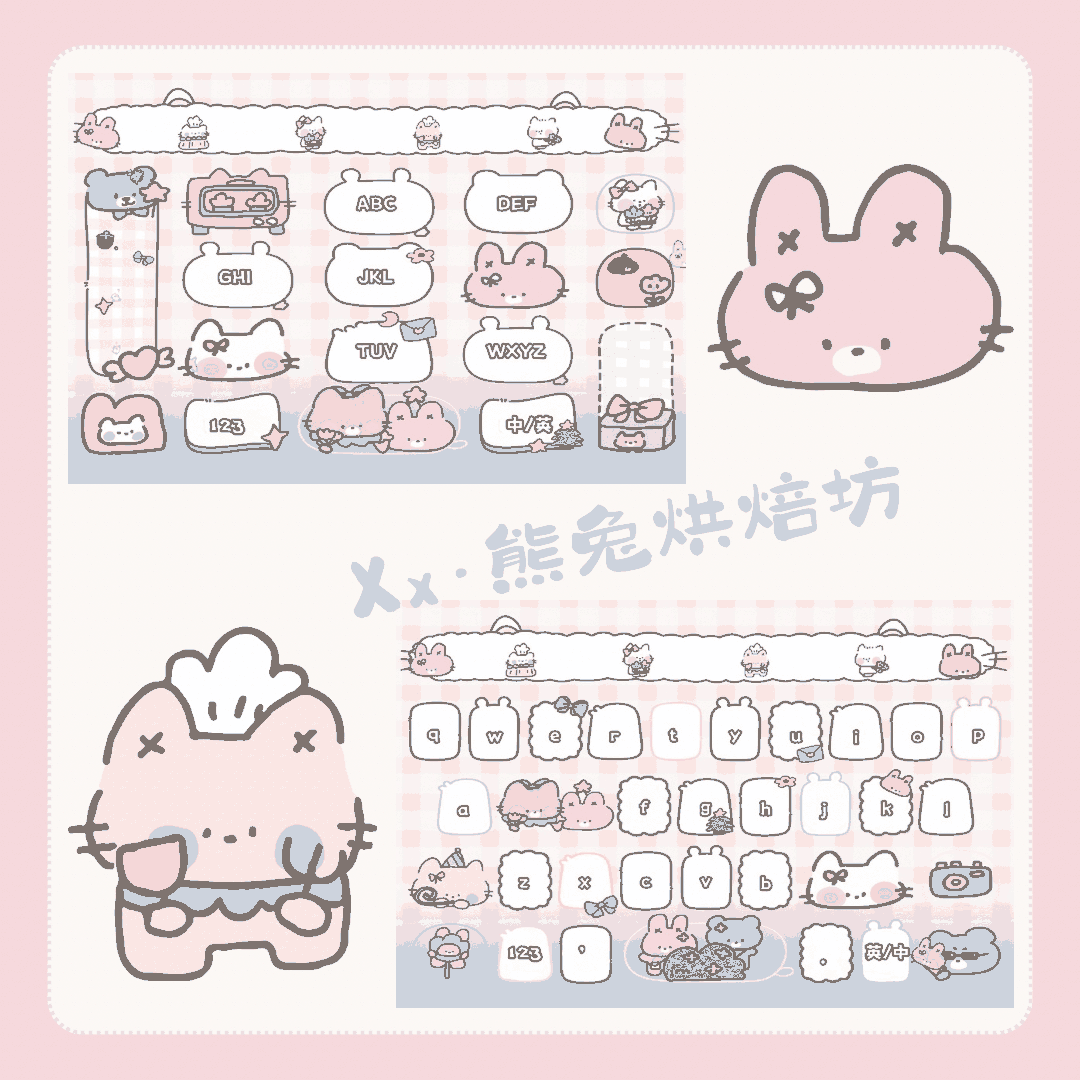 ABC
DEF
GHI
JKL
TUV
WXYZ
123
中/英
Xx·熊兔烘焙坊
q w e r t y u i o p
a f g h j k l
z x c v b
123 ' 。 英/中